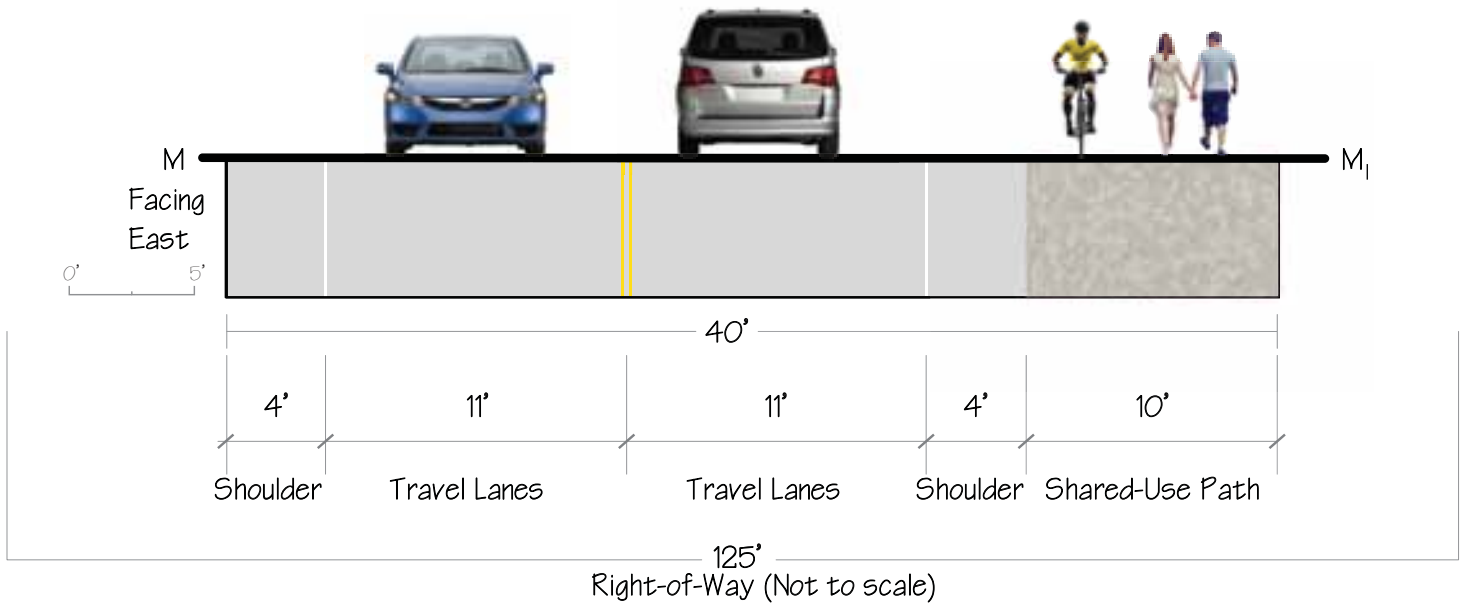 M
M₁
Facing
East
0'
5'
40'
4'
11'
11'
4'
10'
Shoulder
Travel Lanes
Travel Lanes
Shoulder
Shared-Use Path
125'
Right-of-Way (Not to scale)